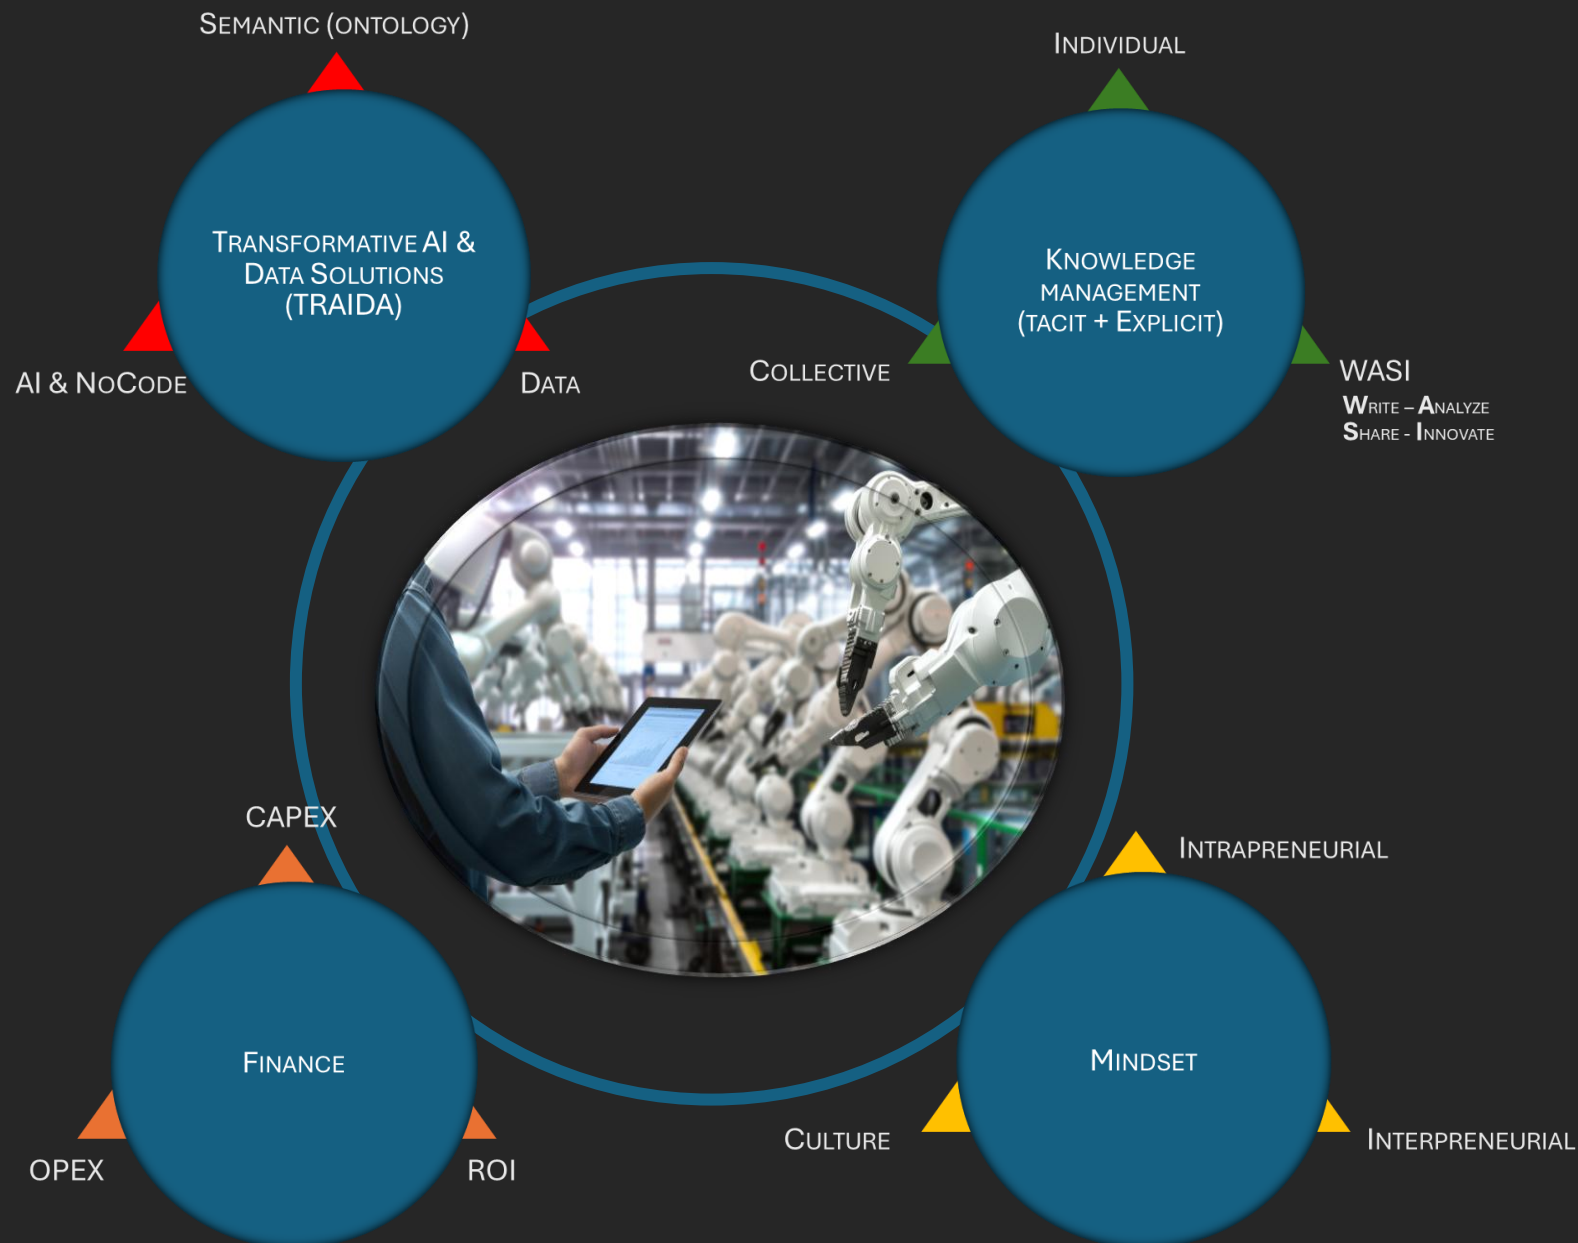 SEMANTIC (ONTOLOGY)
TRANSFORMATIVE AI &
DATA SOLUTIONS
(TRAIDA)
AI & NOCODE
DATA
INDIVIDUAL
KNOWLEDGE
MANAGEMENT
(TACIT + EXPLICIT)
COLLECTIVE
WASI
WRITE – ANALYZE
SHARE - INNOVATE
CAPEX
FINANCE
OPEX
ROI
INTRAPRENEURIAL
MINDSET
CULTURE
INTERPRENEURIAL